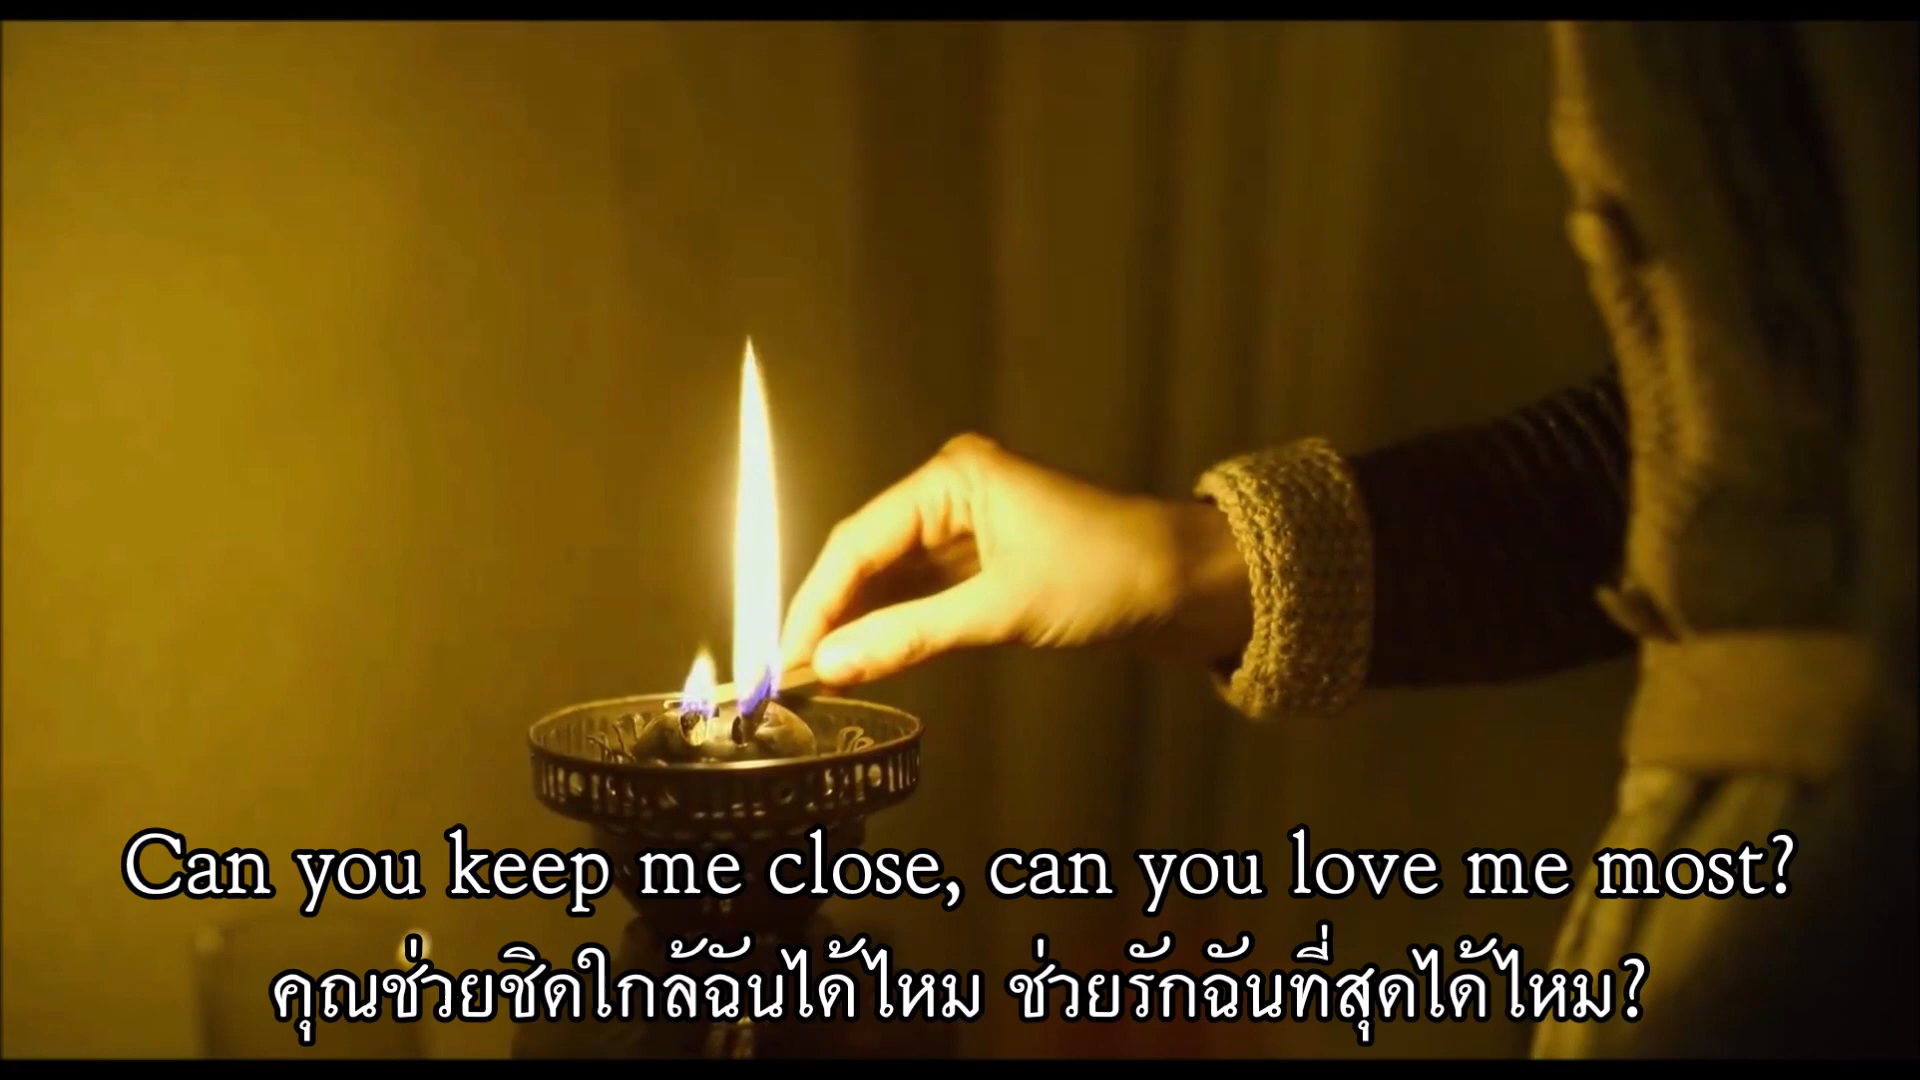 Can you keep me close, can you love me most?
คุณช่วยชิดใกล้ฉันได้ไหม ช่วยรักฉันที่สุดได้ไหม?